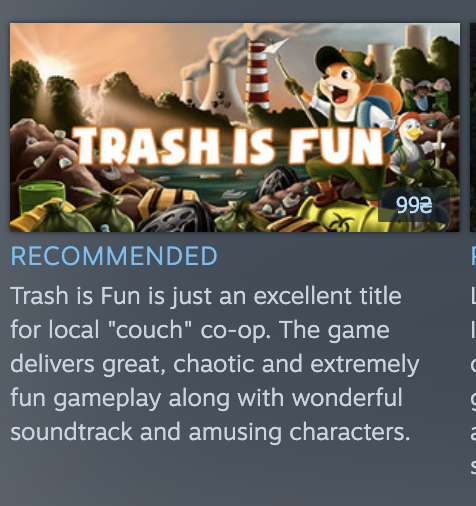 TRASH IS FUN
99₴
RECOMMENDED
Trash is Fun is just an excellent title
for local "couch" co-op. The game
delivers great, chaotic and extremely
fun gameplay along with wonderful
soundtrack and amusing characters.